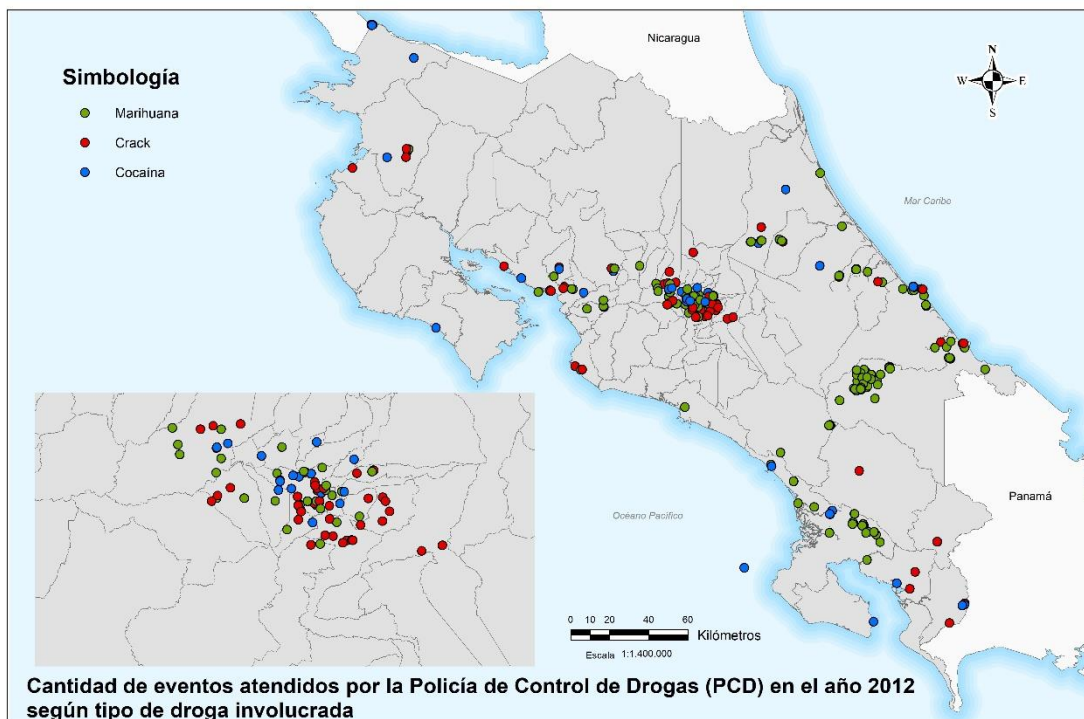 Nicaragua
Simbología
Marihuana
Crack
Cocaína
N
W E
S
Mar Caribo
Panamá
Océano Pacífico
0 10 20 40 60
Kilómetros
Escala 1:1.400.000
Cantidad de eventos atendidos por la Policía de Control de Drogas (PCD) en el año 2012
según tipo de droga involucrada